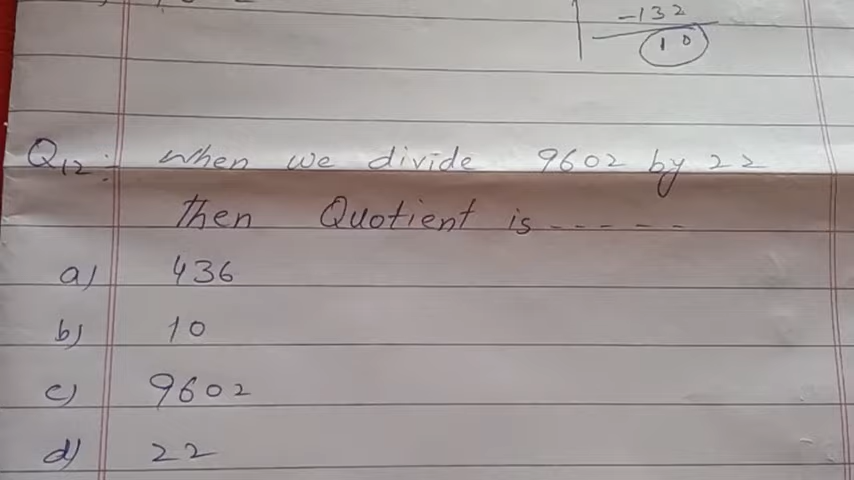 -132
10
Q12: When we divide 9602 by 22
Then Quotient is -----
a) 436
b) 10
c) 9602
d) 22